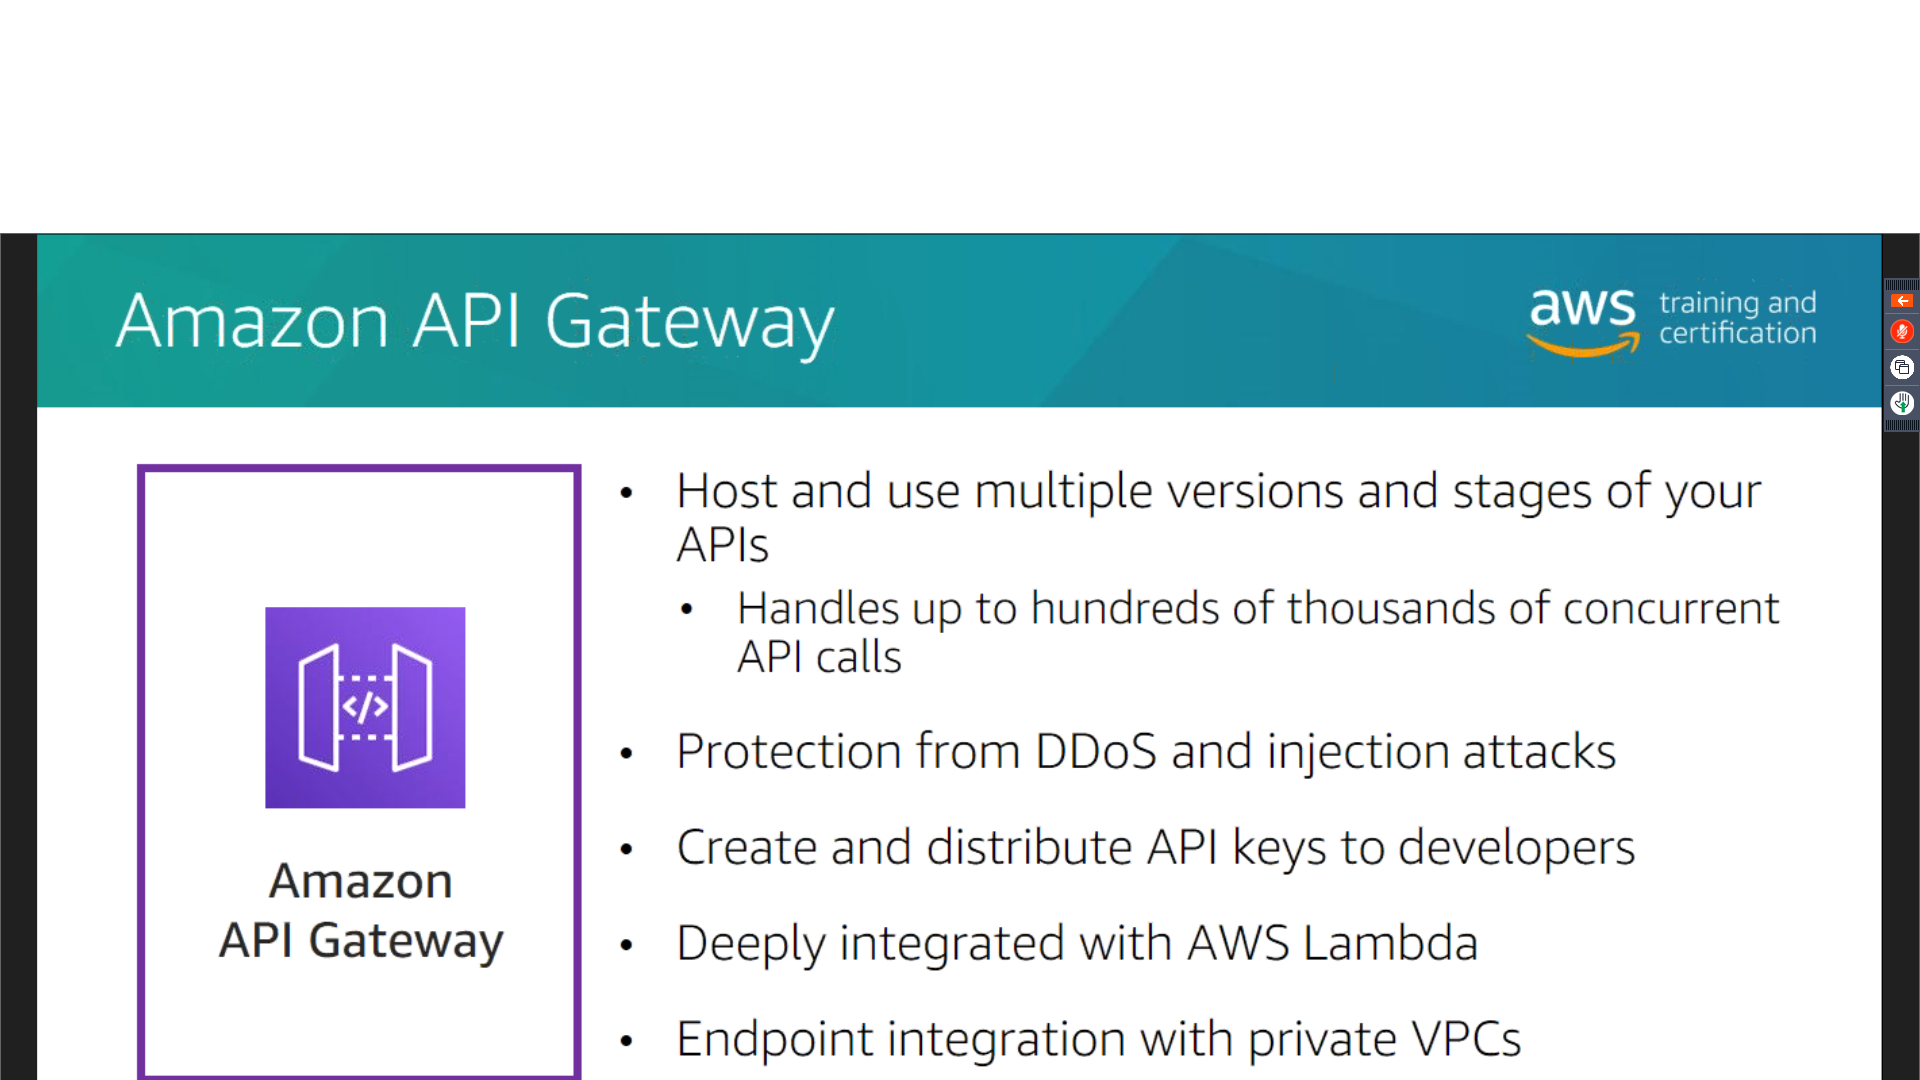 Amazon API Gateway
aws training and
certification
• Host and use multiple versions and stages of your
APIs
• Handles up to hundreds of thousands of concurrent
API calls
• Protection from DDoS and injection attacks
• Create and distribute API keys to developers
• Deeply integrated with AWS Lambda
• Endpoint integration with private VPCs
</>
Amazon
API Gateway